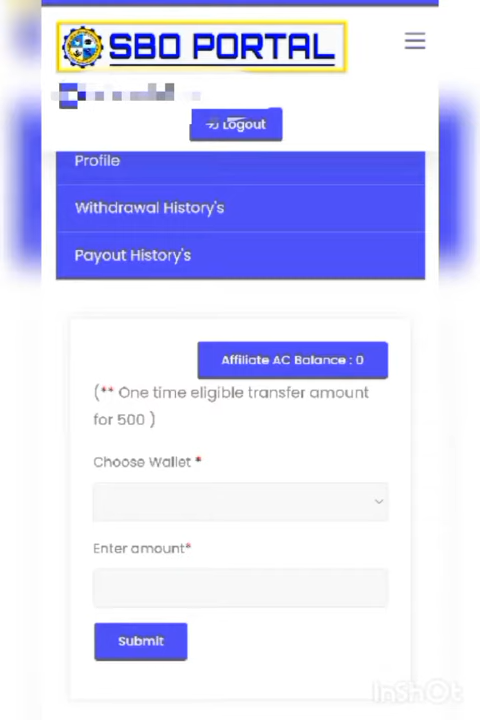 SBO PORTAL
Logout
Profile
Withdrawal History's
Payout History's
Affiliate AC Balance : 0
(** One time eligible transfer amount
for 500 )
Choose Wallet *
Enter amount*
Submit
InShOt